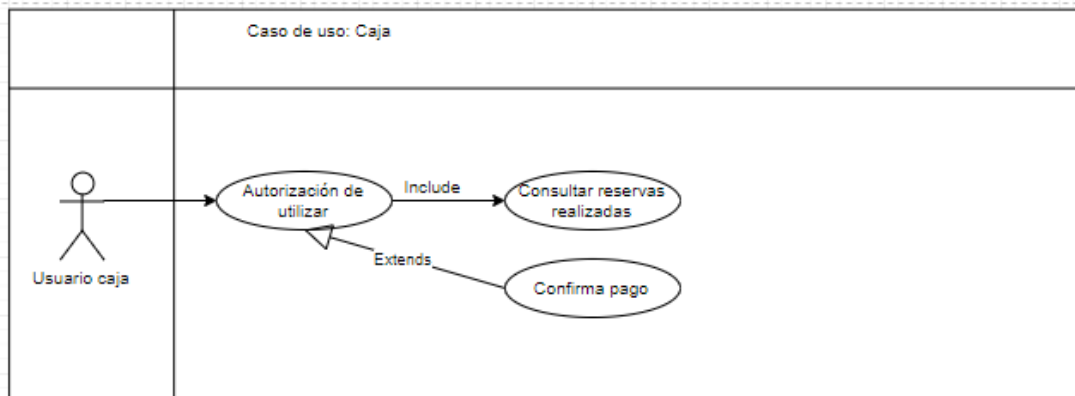 Caso de uso: Caja
Autorización de
utilizar
Include
Consultar reservas
realizadas
Usuario caja
Extends
Confirma pago